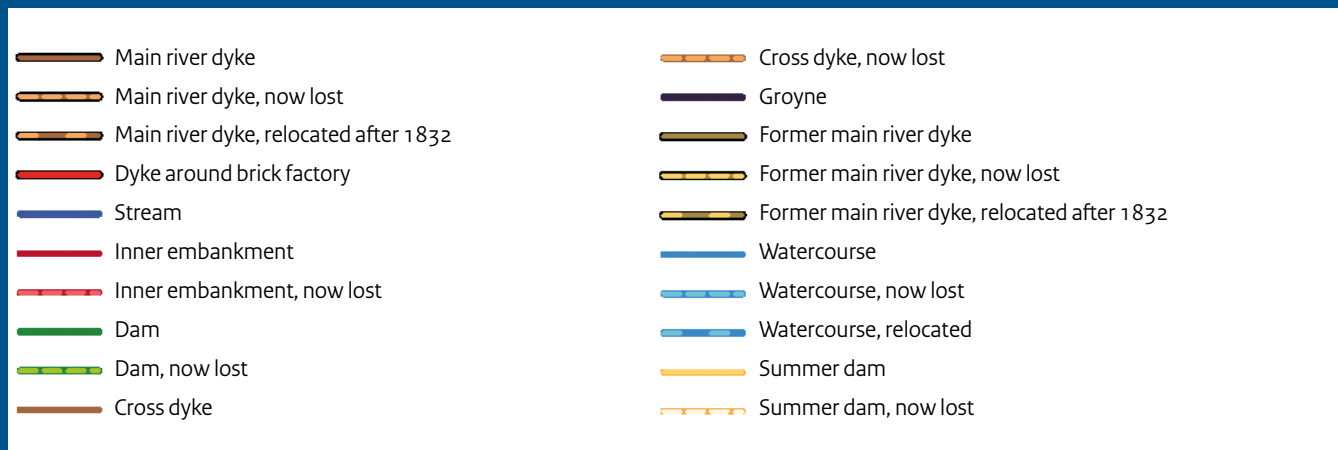 Main river dyke
Main river dyke, now lost
Main river dyke, relocated after 1832
Dyke around brick factory
Stream
Inner embankment
Inner embankment, now lost
Dam
Dam, now lost
Cross dyke
Cross dyke, now lost
Groyne
Former main river dyke
Former main river dyke, now lost
Former main river dyke, relocated after 1832
Watercourse
Watercourse, now lost
Watercourse, relocated
Summer dam
Summer dam, now lost